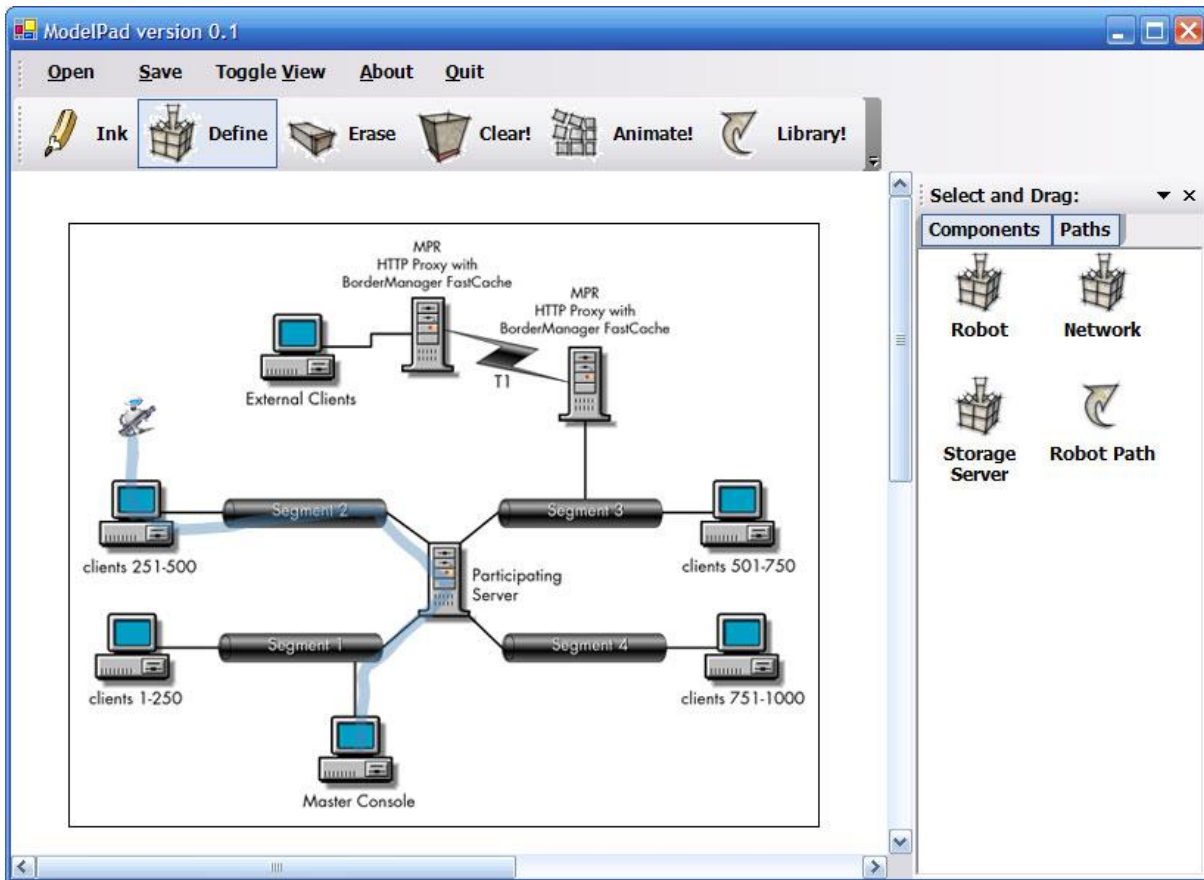 ModelPad version 0.1
Open Save Toggle View About Quit
Ink Define Erase Clear! Animate! Library!
Select and Drag:
Components Paths
Robot Network
Storage Server Robot Path
MPR
HTTP Proxy with
BorderManager FastCache
MPR
HTTP Proxy with
BorderManager FastCache
T1
External Clients
Segment 2
Segment 3
clients 251-500
Participating
Server
clients 501-750
Segment 1
Segment 4
clients 1-250
clients 751-1000
Master Console